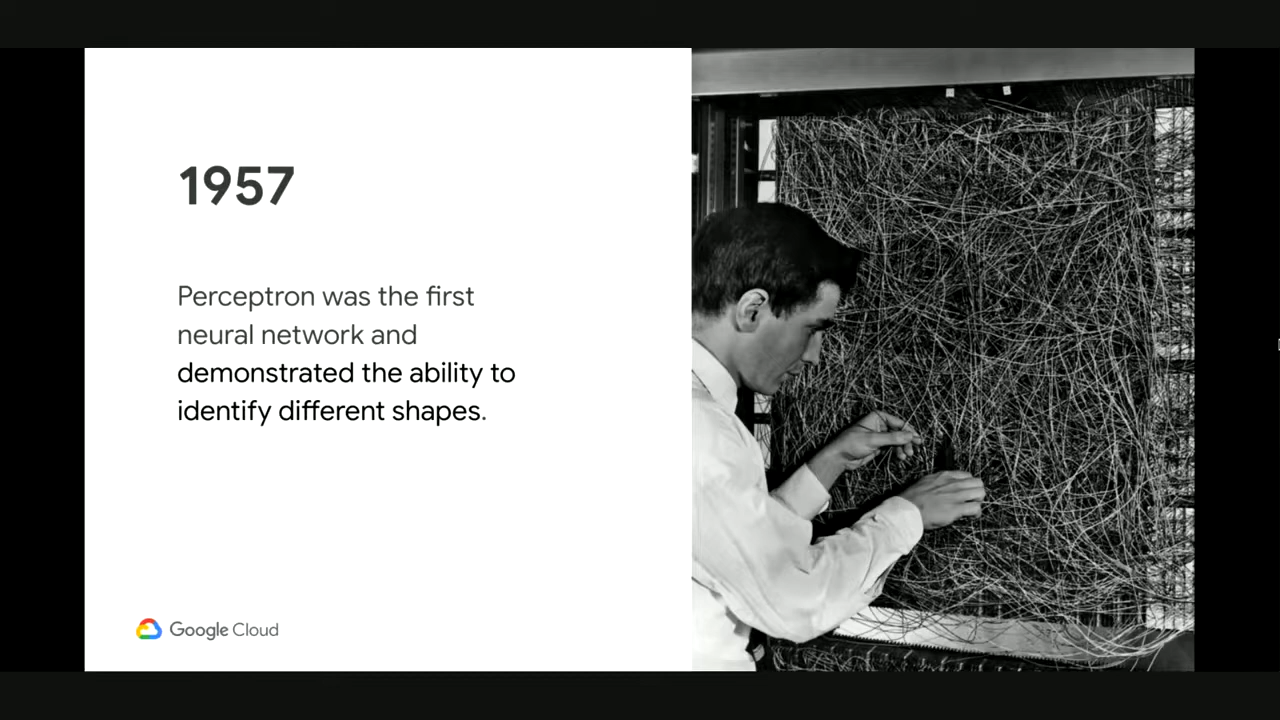 1957
Perceptron was the first
neural network and
demonstrated the ability to
identify different shapes.
Google Cloud